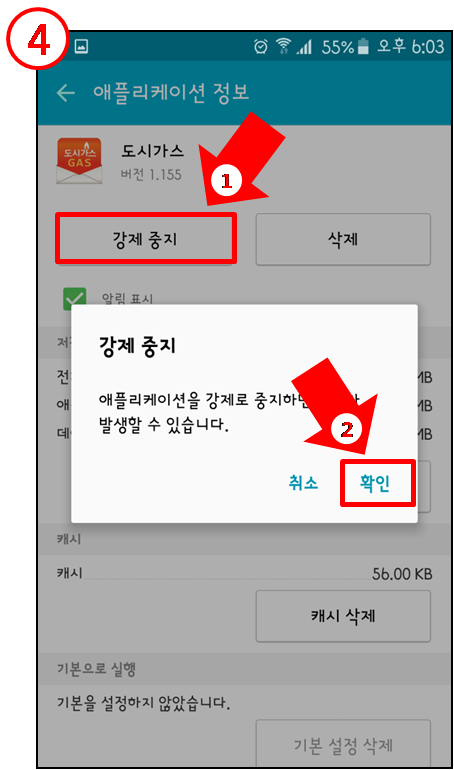 4
55% 오후 6:03
애플리케이션 정보
도시가스
GAS
도시가스
버전 1.155
1
강제 중지
삭제
알림 표시
강제 중지
애플리케이션을 강제로 중지하면
발생할 수 있습니다.
2
취소
확인
MB
MB
MB
캐시
캐시
56.00 KB
캐시 삭제
기본으로 실행
기본을 설정하지 않았습니다.
기본 설정 삭제